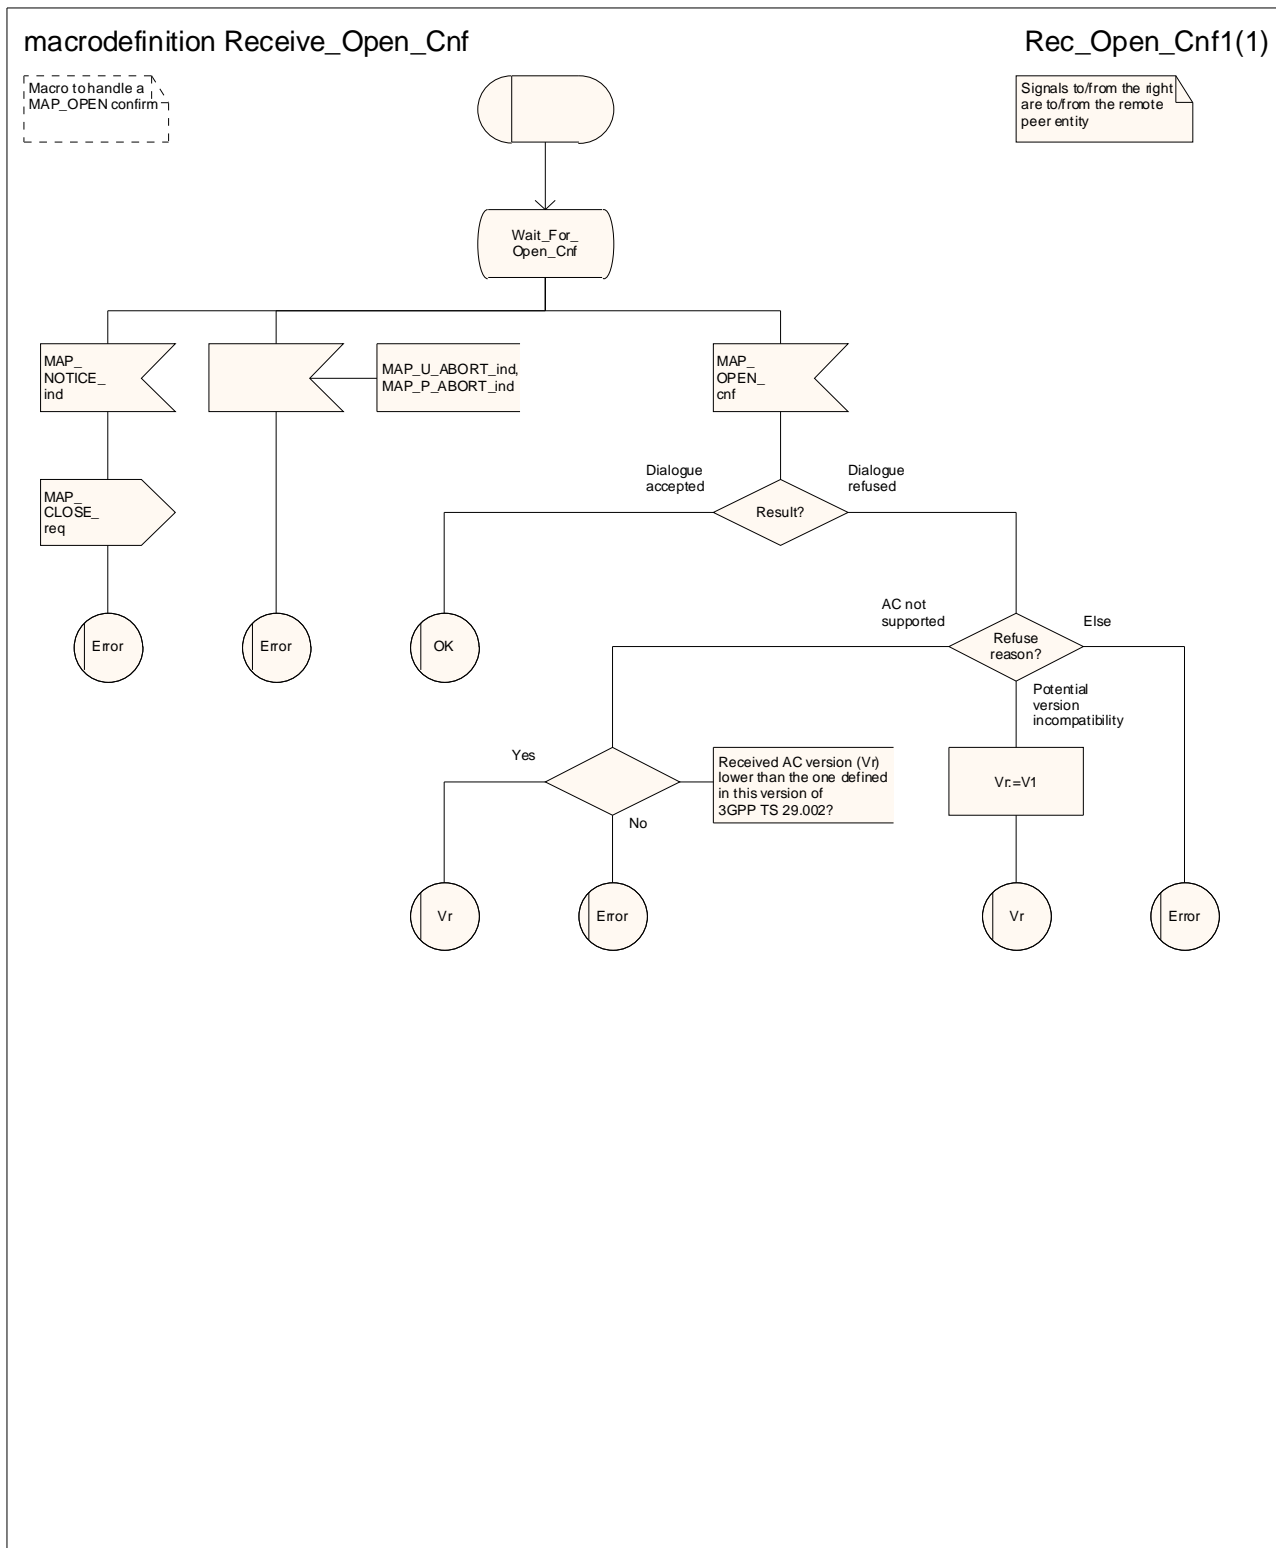 macrodefinition Receive_Open_Cnf
Rec_Open_Cnf1(1)
Macro to handle a
MAP_OPEN confirm
Signals to/from the right
are to/from the remote
peer entity
Wait_For_
Open_Cnf
MAP_
NOTICE_
ind
MAP_U_ABORT_ind,
MAP_P_ABORT_ind
MAP_
OPEN_
cnf
Dialogue
accepted
Dialogue
refused
MAP_
CLOSE_
req
Result?
AC not
supported
Else
Error
Error
OK
Refuse
reason?
Potential
version
incompatibility
Yes
Received AC version (Vr)
lower than the one defined
in this version of
3GPP TS 29.002?
Vr:=V1
No
Vr
Error
Vr
Error